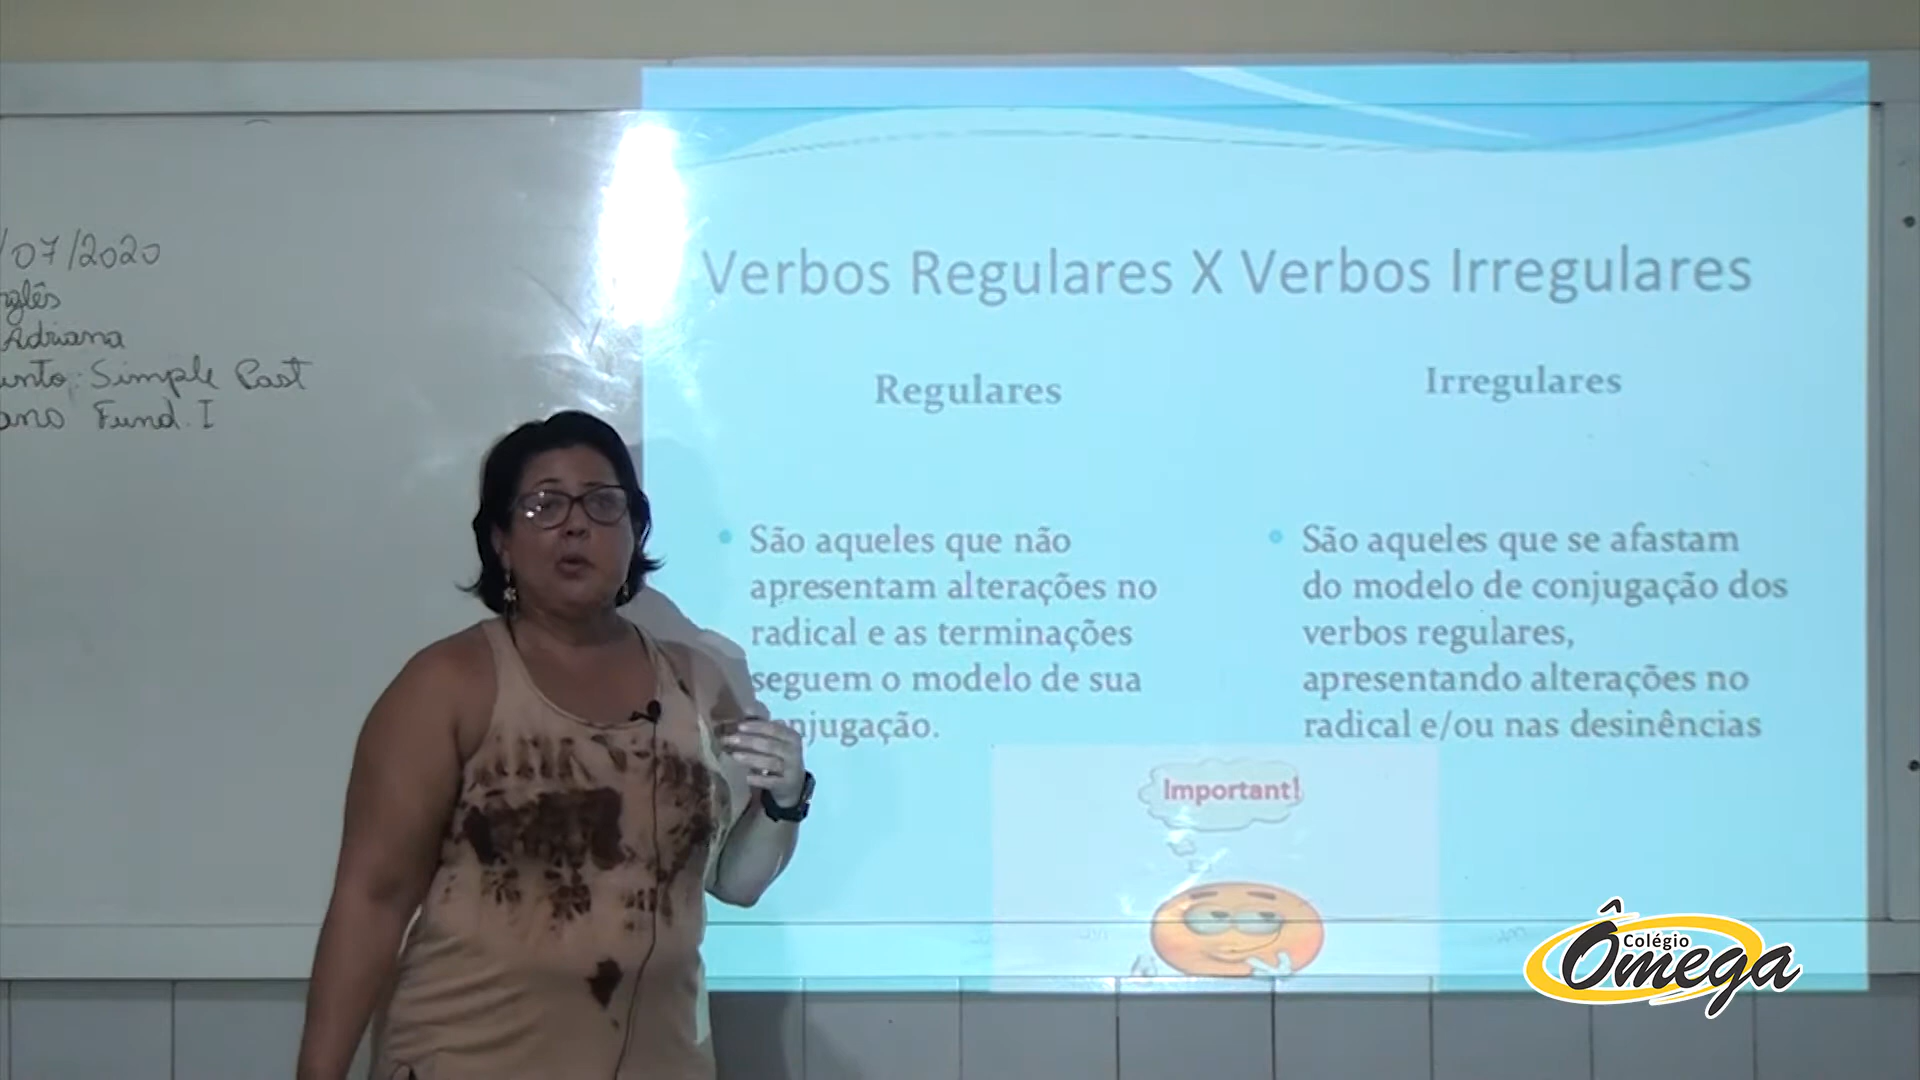 /07/2020
nglês
Adriana
unto: Simple Past
ano Fund. I
Verbos Regulares X Verbos Irregulares
Regulares
São aqueles que não
apresentam alterações no
radical e as terminações
seguem o modelo de sua
njugação.
Irregulares
São aqueles que se afastam
do modelo de conjugação dos
verbos regulares,
apresentando alterações no
radical e/ou nas desinências
Important!
Colégio
Ômega